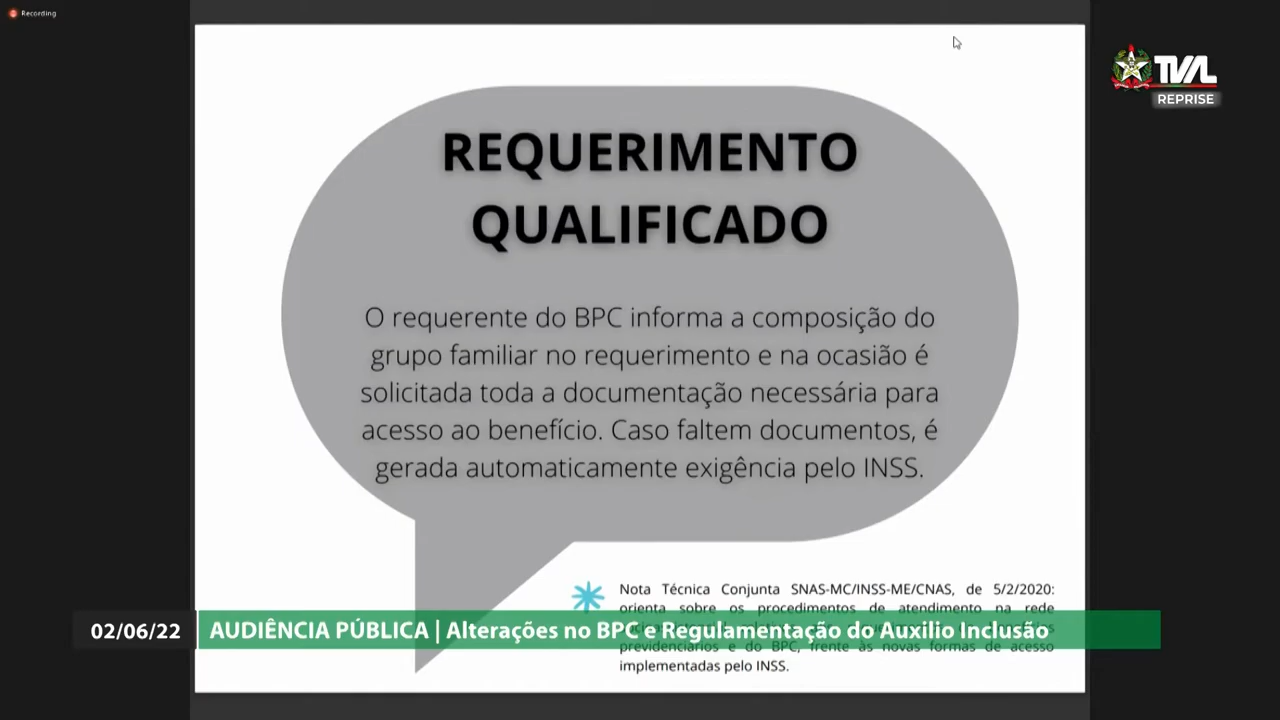 Recording
TVAL
REPRISE
REQUERIMENTO
QUALIFICADO
O requerente do BPC informa a composição do
grupo familiar no requerimento e na ocasião é
solicitada toda a documentação necessária para
acesso ao benefício. Caso faltem documentos, é
gerada automaticamente exigência pelo INSS.
Nota Técnica Conjunta SNAS-MC/INSS-ME/CNAS, de 5/2/2020:
orienta sobre os procedimentos de atendimento na rede
02/06/22 AUDIÊNCIA PÚBLICA | Alterações no BPC e Regulamentação do Auxilio Inclusão
previdenciários e do BPC, frente às novas formas de acesso
implementadas pelo INSS.